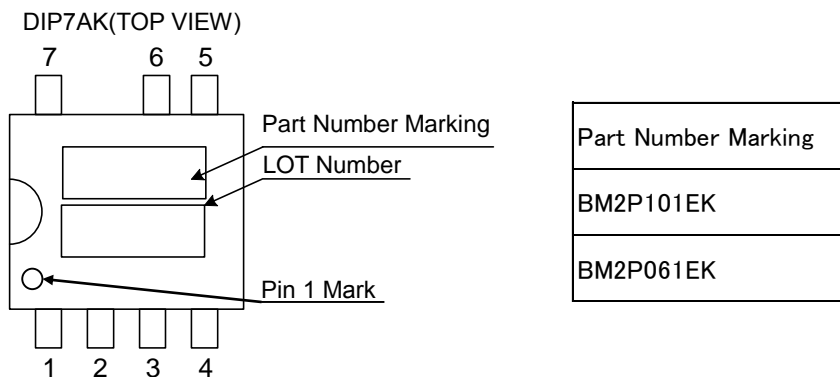 DIP7AK(TOP VIEW)
7 6 5
Part Number Marking
LOT Number
Pin 1 Mark
1 2 3 4
Part Number Marking
BM2P101EK
BM2P061EK